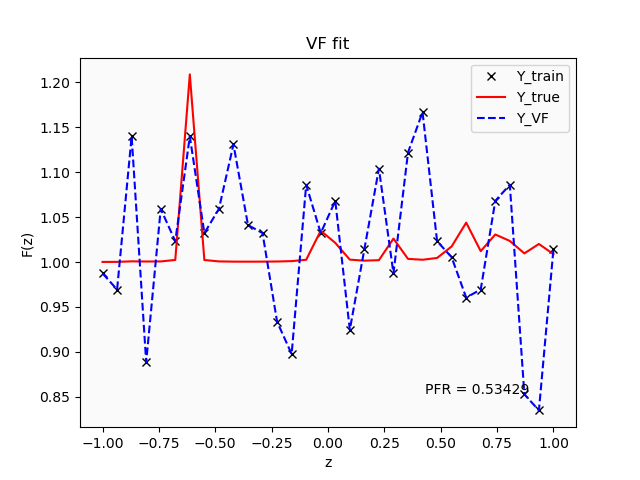 VF fit
Y_train
Y_true
Y_VF
1.20
1.15
1.10
1.05
1.00
0.95
0.90
0.85
F(z)
PFR = 0.53429
−1.00 −0.75 −0.50 −0.25 0.00 0.25 0.50 0.75 1.00
z